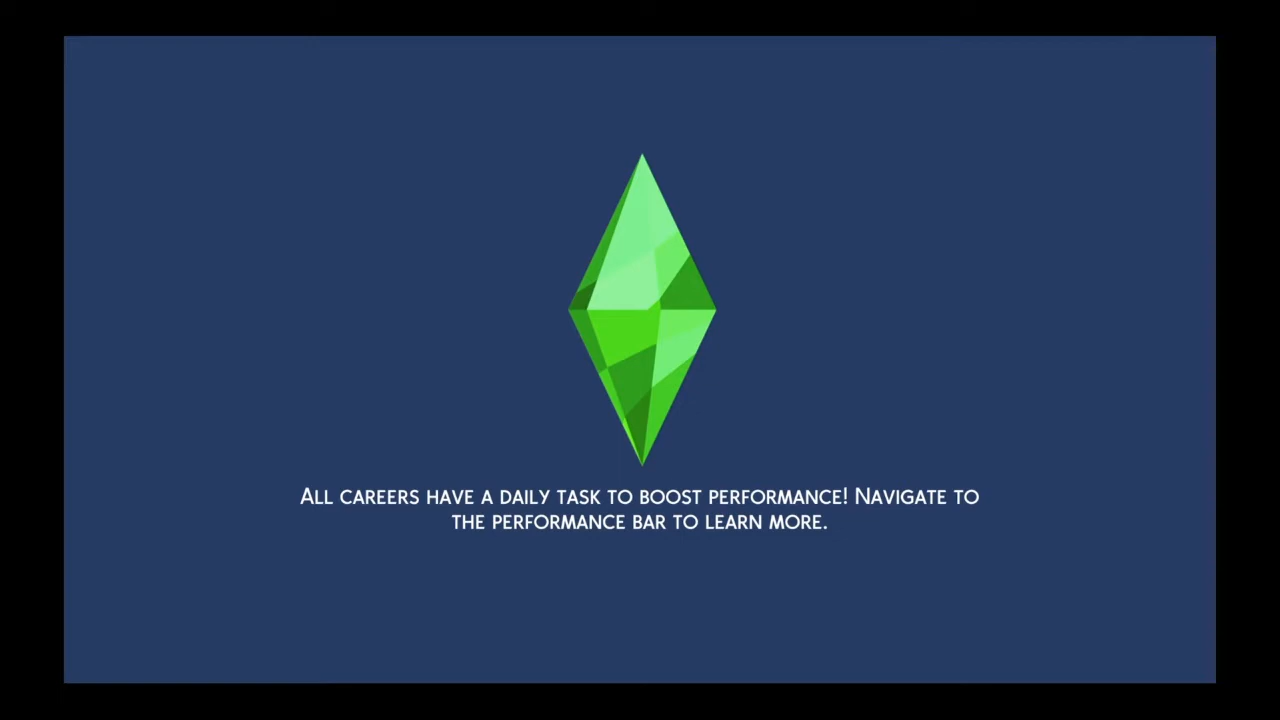 All careers have a daily task to boost performance! Navigate to
the performance bar to learn more.